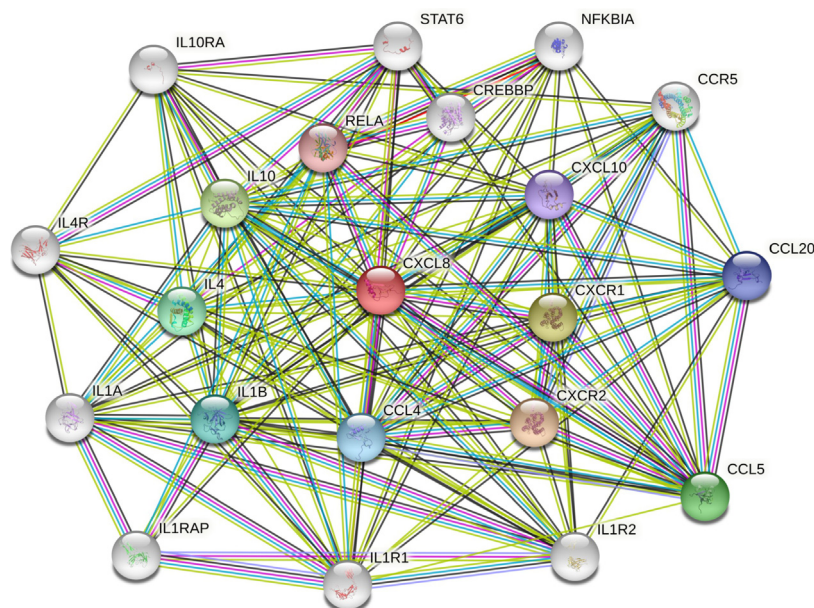 STAT6
NFKBIA
IL10RA
CREBBP
CCR5
RELA
IL10
CXCL10
IL4R
CCL20
CXCL8
IL4
CXCR1
IL1A
IL1B
CXCR2
CCL4
CCL5
IL1RAP
IL1R1
IL1R2